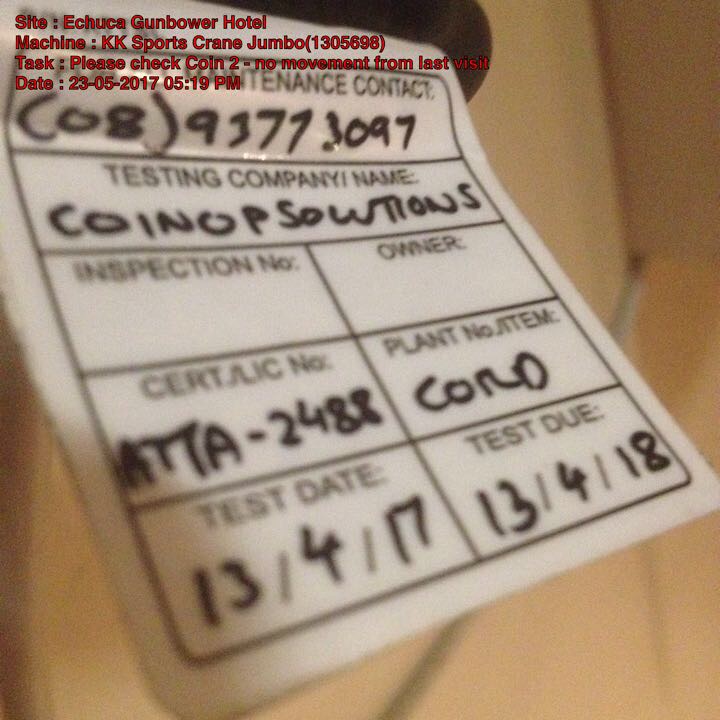 Site : Echuca Gunbower Hotel
Machine : KK Sports Crane Jumbo(1305698)
Task : Please check Coin 2 - no movement from last visit
Date : 23-05-2017 05:19 PM
TENANCE CONTACT:
(08) 93773097
TESTING COMPANY/ NAME:
COINOPSOLUTIONS
INSPECTION No:
OWNER:
CERT./LIC No:
PLANT No./ITEM:
ATTA-2488
CORD
TEST DATE:
TEST DUE:
13/4/17
13/4/18